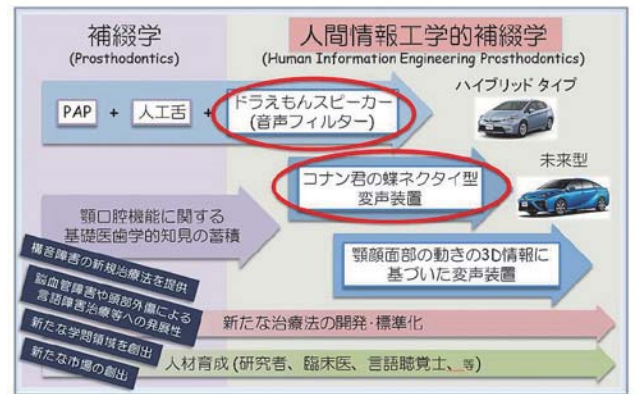 補綴学
(Prosthodontics)
人間情報工学的補綴学
(Human Information Engineering Prosthodontics)
PAP + 人工舌 + ドラえもんスピーカー
(音声フィルター)
ハイブリッド タイプ
コナン君の蝶ネクタイ型
変声装置
未来型
顎口腔機能に関する
基礎医歯学的知見の蓄積
顎顔面部の動きの3D情報に
基づいた変声装置
構音障害の新規治療法を提供
脳血管障害や頭部外傷による
言語障害治療等への発展性
新たな学問領域を創出
新たな市場の創出
新たな治療法の開発・標準化
人材育成 (研究者、臨床医、言語聴覚士、等)